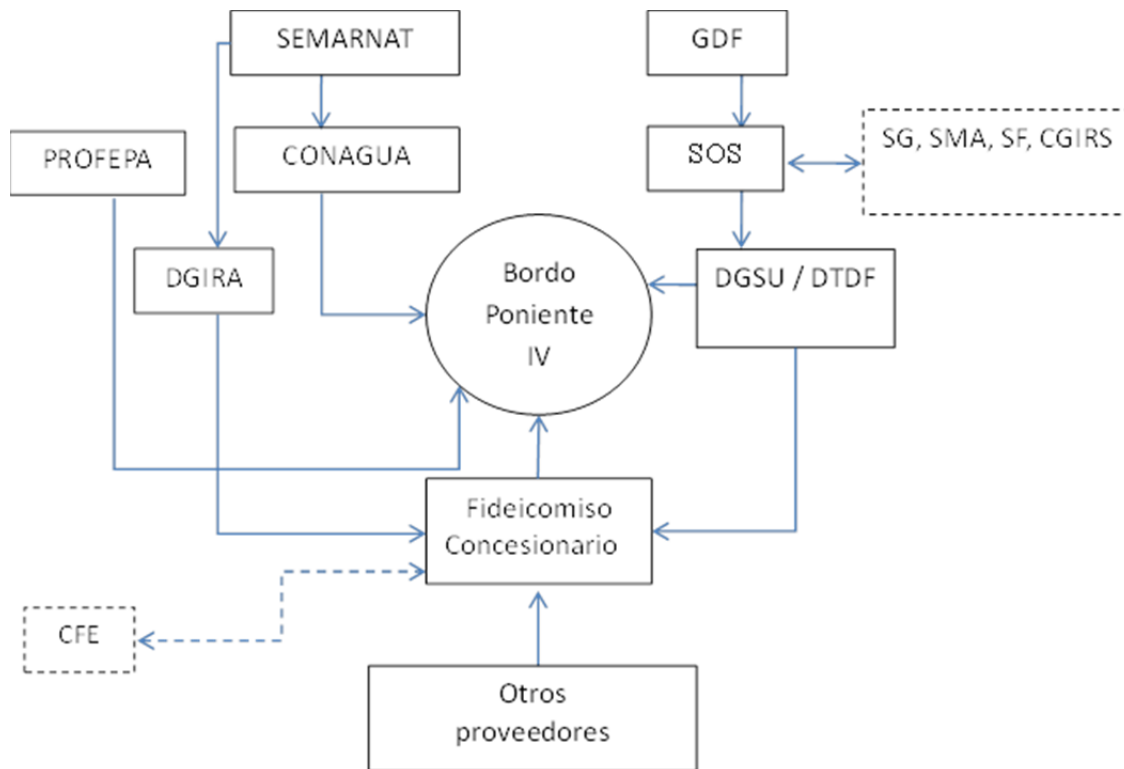 SEMARNAT
GDF
PROFEPA
CONAGUA
SOS
SG, SMA, SF, CGIRS
DGIRA
Bordo
Poniente
IV
DGSU / DTDF
Fideicomiso
Concesionario
CFE
Otros
proveedores